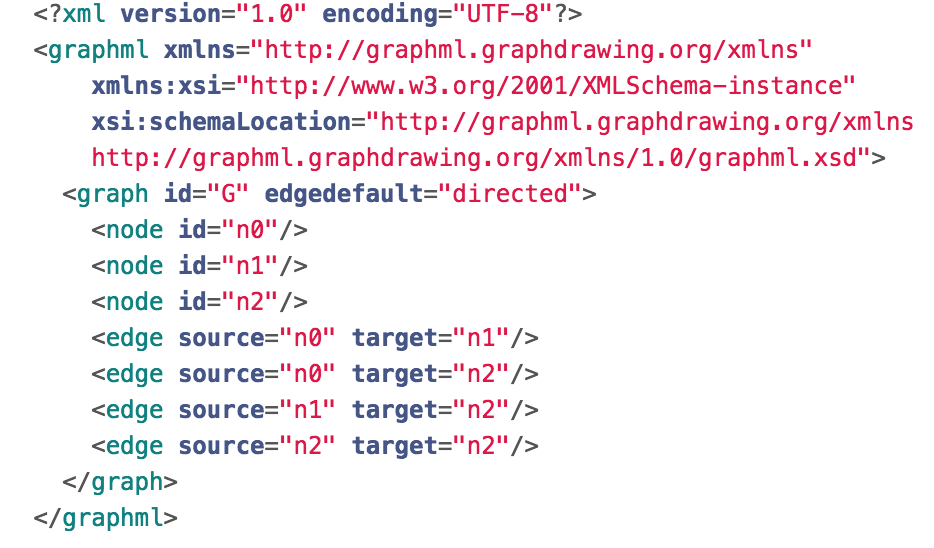 <?xml version="1.0" encoding="UTF-8"?>
<graphml xmlns="http://graphml.graphdrawing.org/xmlns"
    xmlns:xsi="http://www.w3.org/2001/XMLSchema-instance"
    xsi:schemaLocation="http://graphml.graphdrawing.org/xmlns
    http://graphml.graphdrawing.org/xmlns/1.0/graphml.xsd">
  <graph id="G" edgedefault="directed">
    <node id="n0"/>
    <node id="n1"/>
    <node id="n2"/>
    <edge source="n0" target="n1"/>
    <edge source="n0" target="n2"/>
    <edge source="n1" target="n2"/>
    <edge source="n2" target="n2"/>
  </graph>
</graphml>